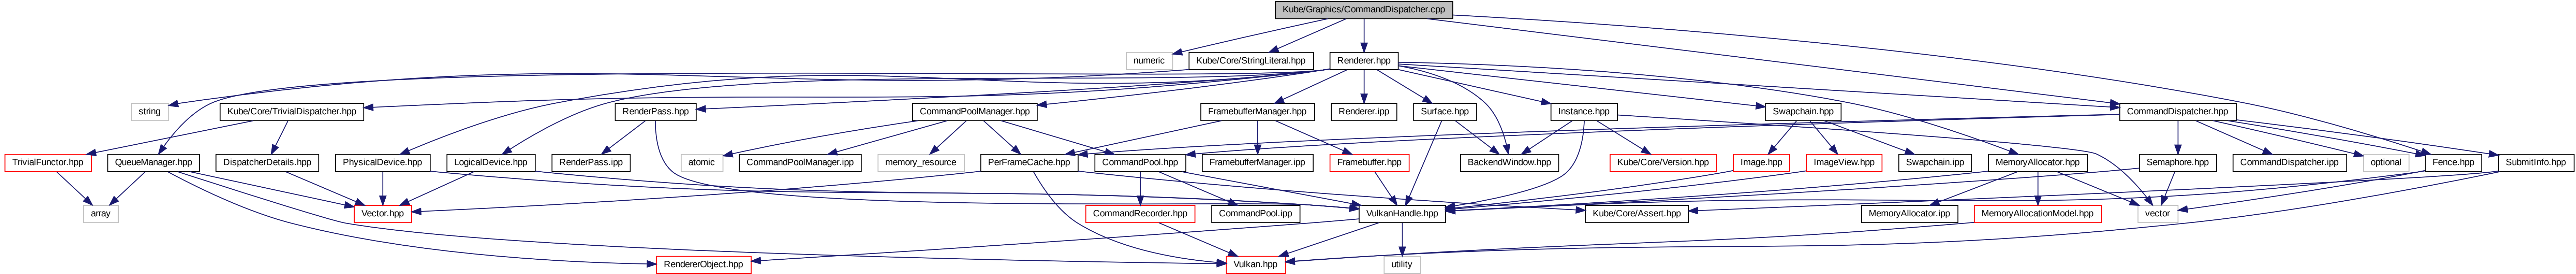 Kube/Graphics/CommandDispatcher.cpp
numeric
Kube/Core/StringLiteral.hpp
Renderer.hpp
string
Kube/Core/TrivialDispatcher.hpp
RenderPass.hpp
CommandPoolManager.hpp
FramebufferManager.hpp
Renderer.ipp
Surface.hpp
Instance.hpp
Swapchain.hpp
CommandDispatcher.hpp
TrivialFunctor.hpp
QueueManager.hpp
DispatcherDetails.hpp
PhysicalDevice.hpp
LogicalDevice.hpp
RenderPass.ipp
atomic
CommandPoolManager.ipp
memory_resource
PerFrameCache.hpp
CommandPool.hpp
FramebufferManager.ipp
Framebuffer.hpp
BackendWindow.hpp
Kube/Core/Version.hpp
Image.hpp
ImageView.hpp
Swapchain.ipp
MemoryAllocator.hpp
Semaphore.hpp
CommandDispatcher.ipp
optional
Fence.hpp
SubmitInfo.hpp
array
Vector.hpp
CommandRecorder.hpp
CommandPool.ipp
VulkanHandle.hpp
Kube/Core/Assert.hpp
MemoryAllocator.ipp
MemoryAllocationModel.hpp
vector
RendererObject.hpp
Vulkan.hpp
utility